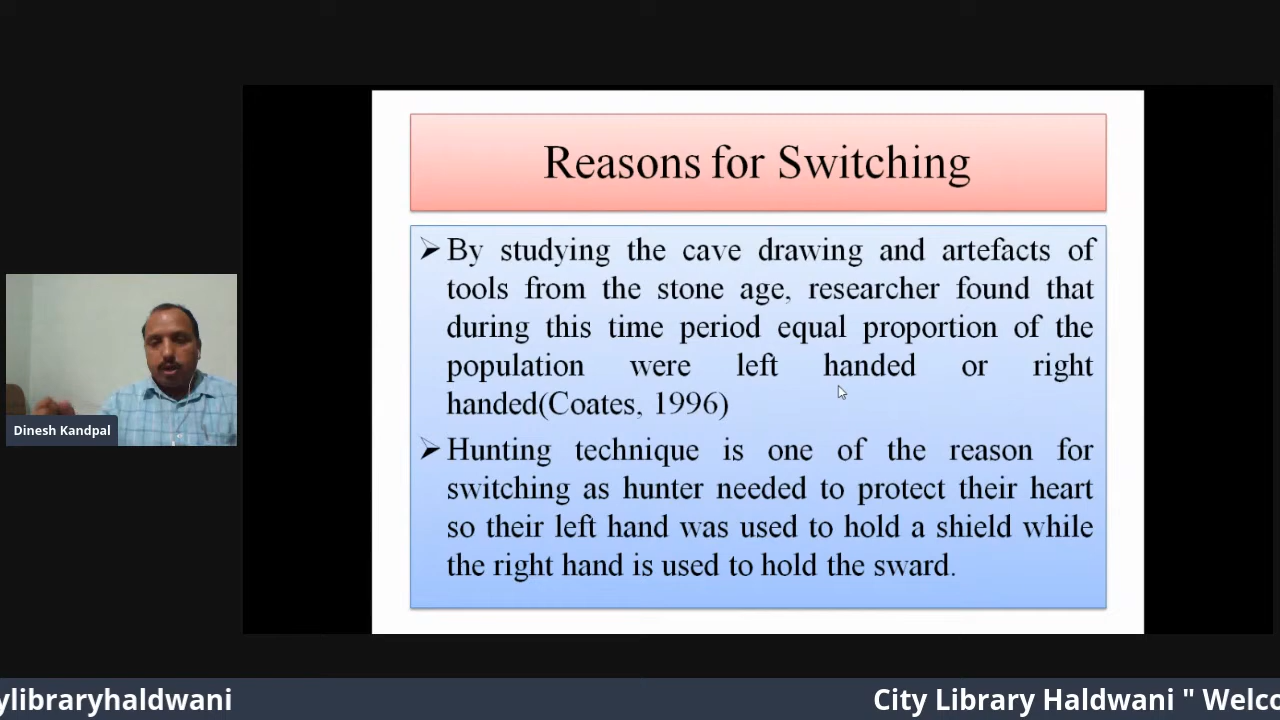 Reasons for Switching
By studying the cave drawing and artefacts of
tools from the stone age, researcher found that
during this time period equal proportion of the
population were left handed or right
handed(Coates, 1996)
Hunting technique is one of the reason for
switching as hunter needed to protect their heart
so their left hand was used to hold a shield while
the right hand is used to hold the sward.
Dinesh Kandpal
ylibraryhaldwani
City Library Haldwani " Welco